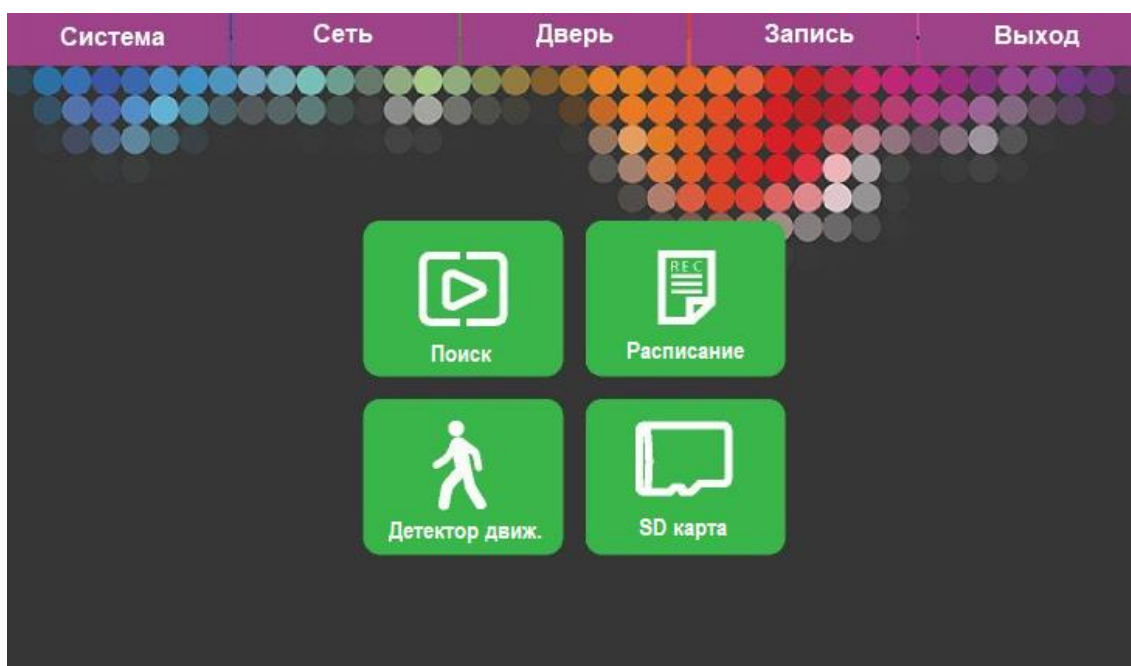 Система Сеть Дверь Запись Выход
REC
Поиск Расписание
Детектор движ. SD карта